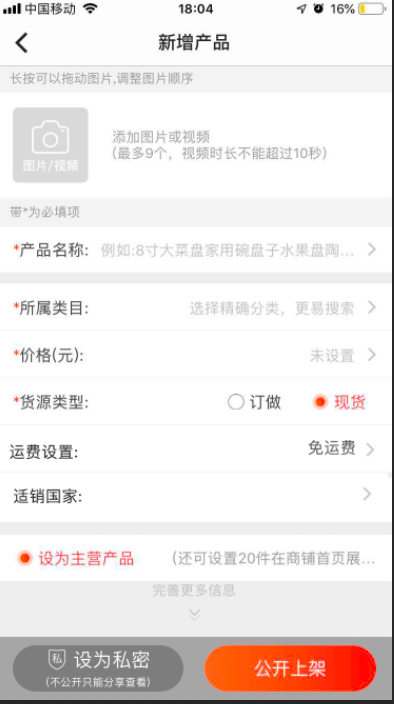 中国移动 18:04 16%
新增产品
长按可以拖动图片,调整图片顺序
图片/视频
添加图片或视频
(最多9个，视频时长不能超过10秒)
带*为必填项
*产品名称: 例如:8寸大菜盘家用碗盘子水果盘陶...
*所属类目: 选择精确分类，更易搜索
*价格(元): 未设置
*货源类型: 订做 现货
运费设置: 免运费
适销国家:
设为主营产品 (还可设置20件在商铺首页展...
完善更多信息
私 设为私密
(不公开只能分享查看)
公开上架